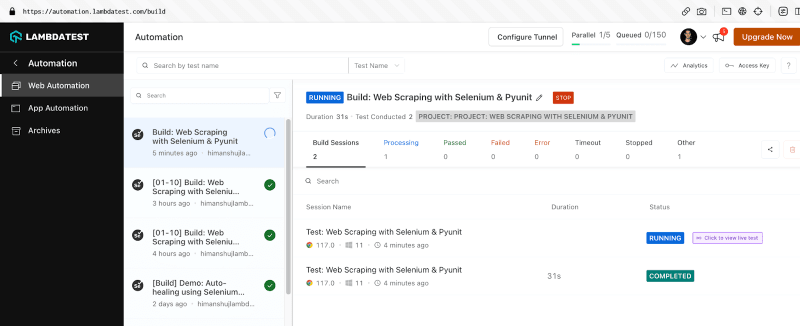 https://automation.lambdatest.com/build
LAMBDATEST
Automation
Configure Tunnel
Parallel 1/5
Queued 0/150
Upgrade Now
Automation
Web Automation
App Automation
Archives
Search by test name
Test Name
Analytics
Access Key
?
Search
Build: Web Scraping
with Selenium & Pyunit
5 minutes ago · himanshujlam...
[01-10] Build: Web
Scraping with Seleniu...
3 hours ago · himanshujlamb...
[01-10] Build: Web
Scraping with Seleniu...
4 hours ago · himanshujlamb...
[Build] Demo: Auto-
healing using Selenium...
2 days ago · himanshujlambd...
RUNNING Build: Web Scraping with Selenium & Pyunit STOP
Duration 31s · Test Conducted 2 PROJECT: PROJECT: WEB SCRAPING WITH SELENIUM & PYUNIT
Build Sessions Processing Passed Failed Error Timeout Stopped Other
2 1 0 0 0 0 0 1
Search
Session Name Duration Status
Test: Web Scraping with Selenium & Pyunit
117.0 · 11 · 4 minutes ago
RUNNING Click to view live test
Test: Web Scraping with Selenium & Pyunit
117.0 · 11 · 4 minutes ago
31s
COMPLETED